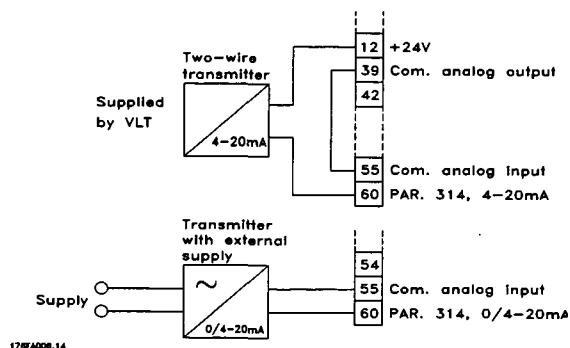 12 +24V
Two-wire
transmitter
39 Com. analog output
42
Supplied
by VLT
4-20mA
55 Com. analog input
60 PAR. 314, 4-20mA
Transmitter
with external
supply
54
~
55 Com. analog input
Supply
60 PAR. 314, 0/4-20mA
0/4-20mA